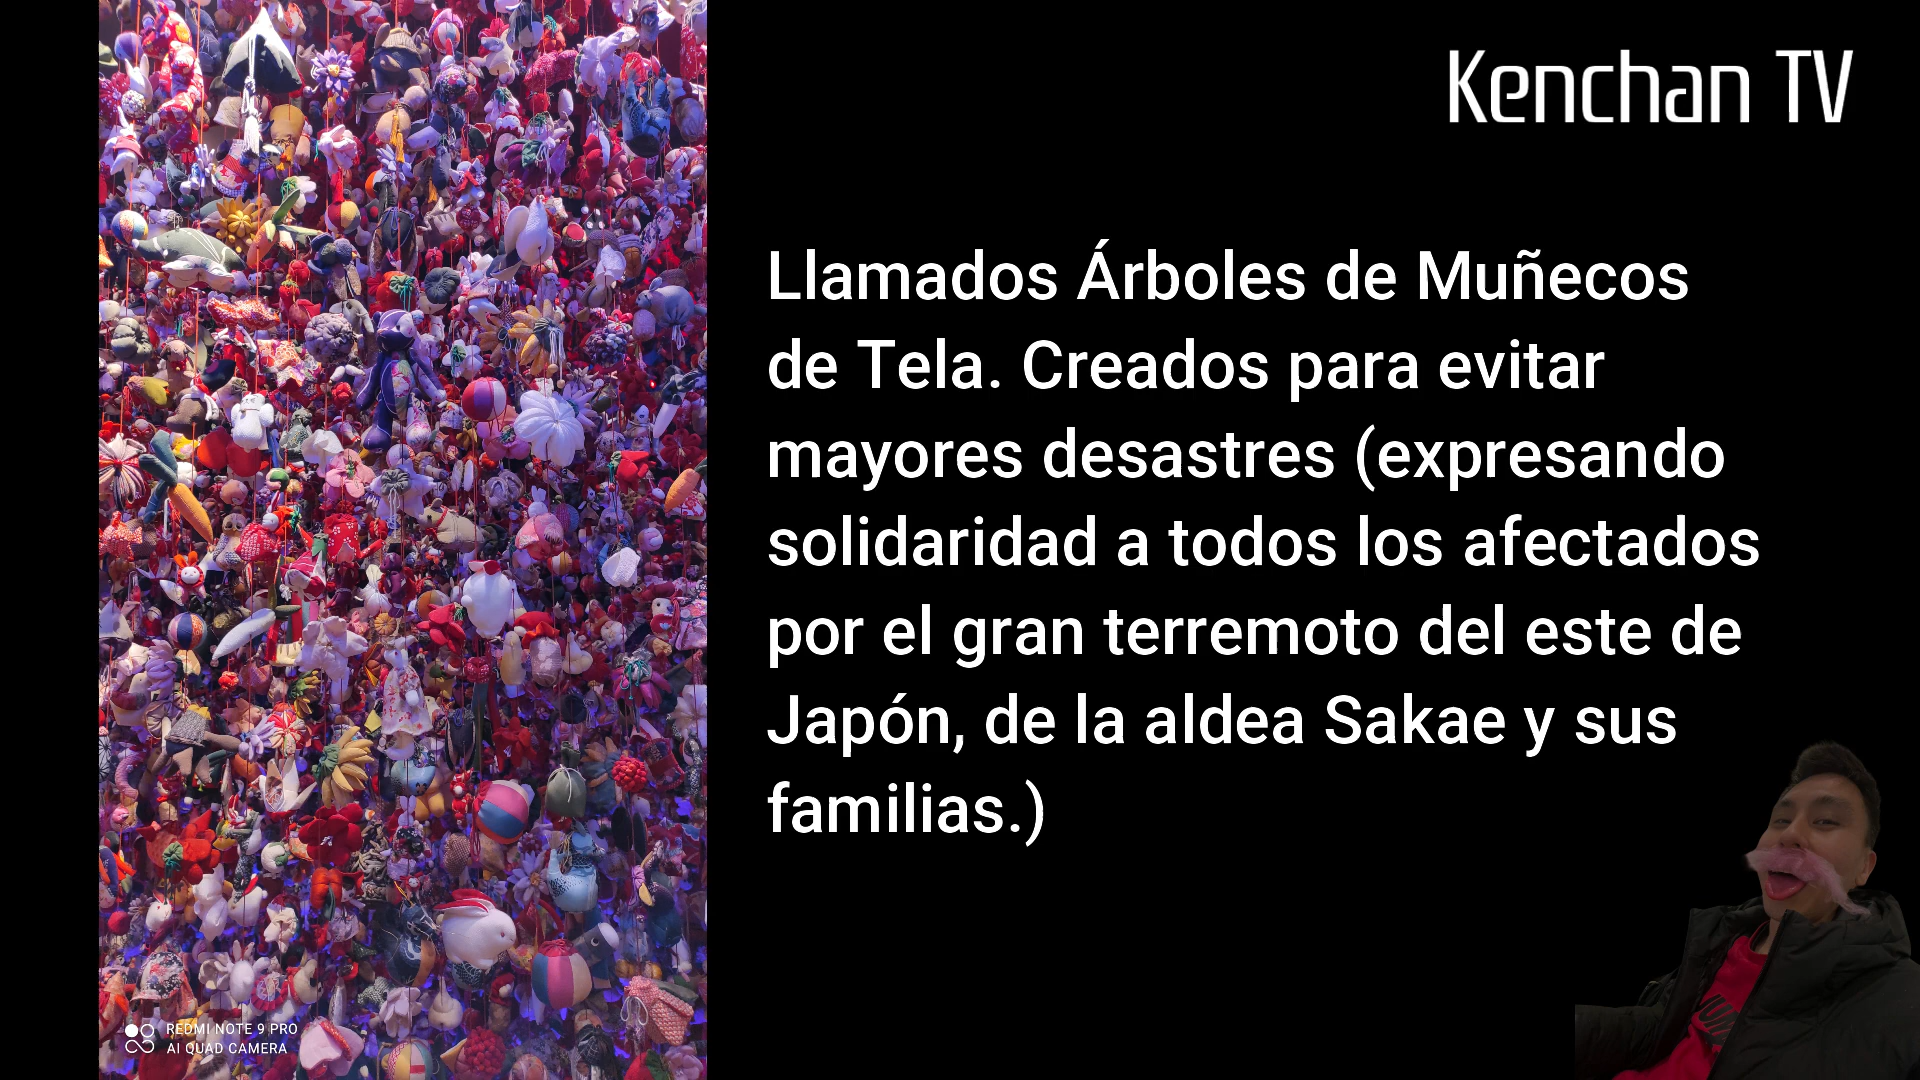 Kenchan TV
Llamados Árboles de Muñecos
de Tela. Creados para evitar
mayores desastres (expresando
solidaridad a todos los afectados
por el gran terremoto del este de
Japón, de la aldea Sakae y sus
familias.)
REDMI NOTE 9 PRO
AI QUAD CAMERA